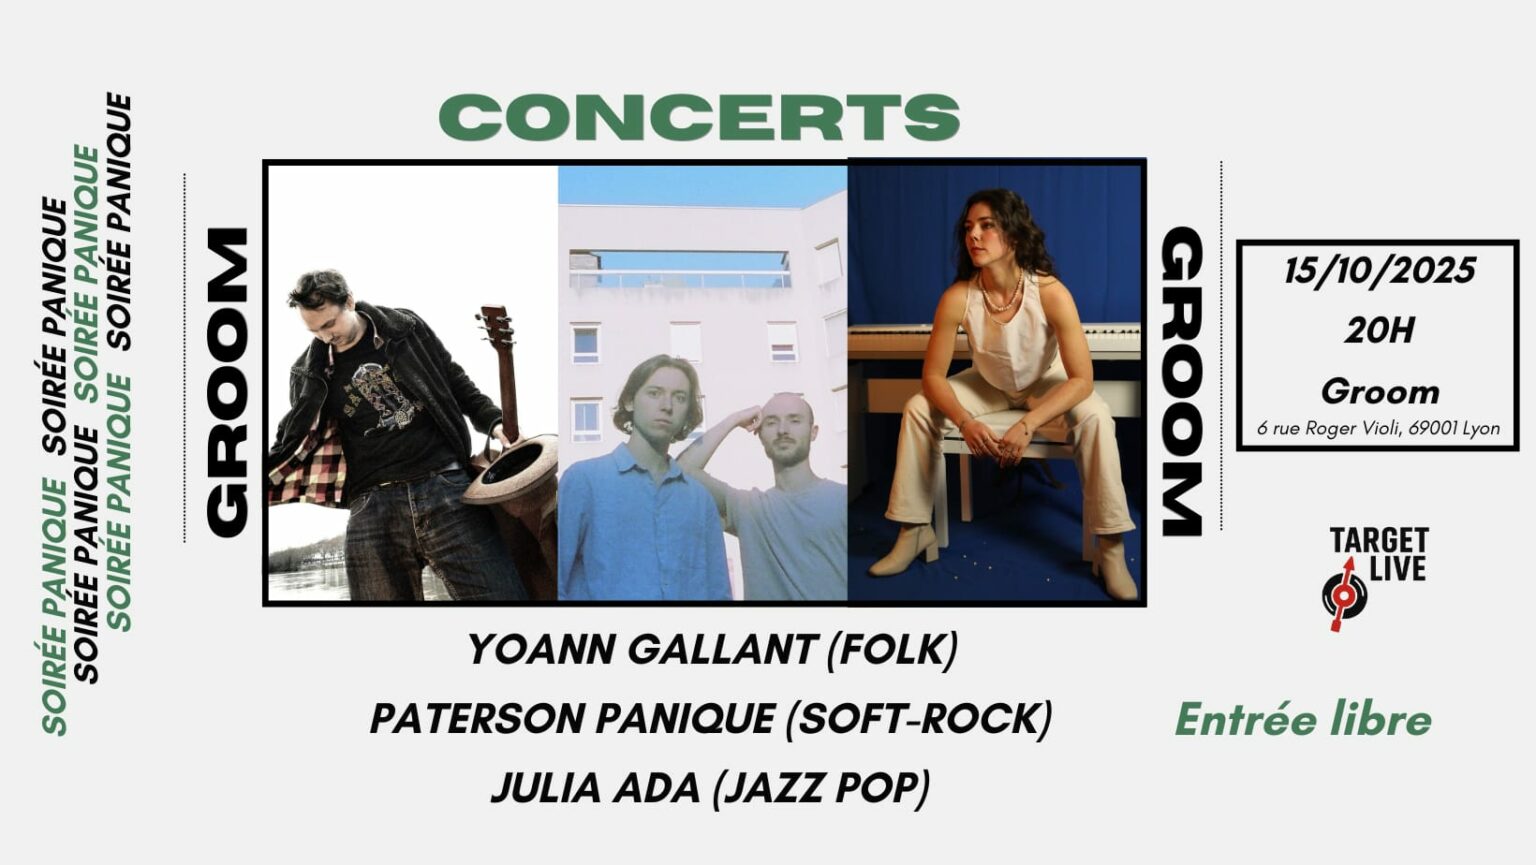 CONCERTS
SOIRÉE PANIQUE SOIRÉE PANIQUE
SOIRÉE PANIQUE SOIRÉE PANIQUE
SOIRÉE PANIQUE SOIRÉE PANIQUE
GROOM
GROOM
15/10/2025
20H
Groom
6 rue Roger Violi, 69001 Lyon
TARGET
LIVE
YOANN GALLANT (FOLK)
PATERSON PANIQUE (SOFT-ROCK)
JULIA ADA (JAZZ POP)
Entrée libre